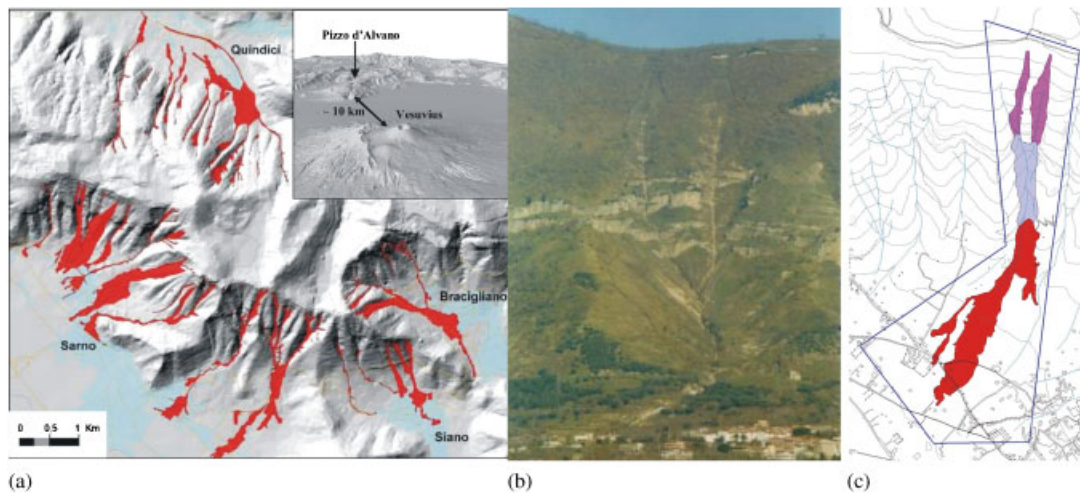 Quindici
Pizzo d'Alvano
~ 10 km
Vesuvius
Bracigliano
Sarno
Siano
0 0.5 1 Km
(a)
(b)
(c)